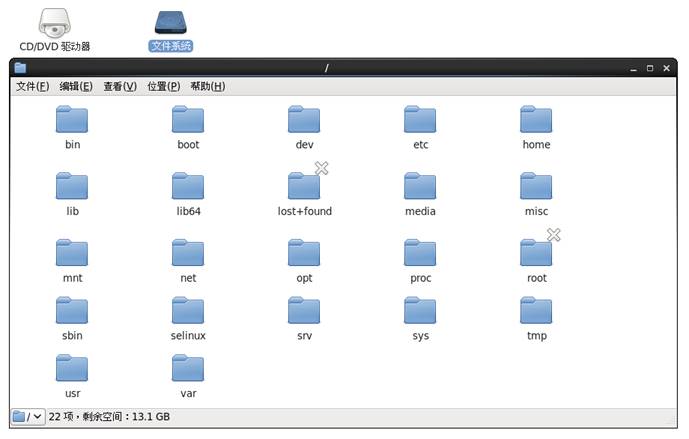 CD/DVD 驱动器 文件系统
/
文件(F) 编辑(E) 查看(V) 位置(P) 帮助(H)
bin boot dev etc home
lib lib64 lost+found media misc
mnt net opt proc root
sbin selinux srv sys tmp
usr var
/ 22 项，剩余空间：13.1 GB